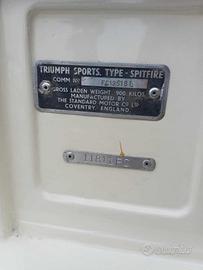 TRIUMPH SPORTS. TYPE - SPITFIRE
COMM. No
GROSS LADEN WEIGHT. 900 KILOS.
MANUFACTURED BY
THE STANDARD MOTOR CO LTD
COVENTRY, ENGLAND.